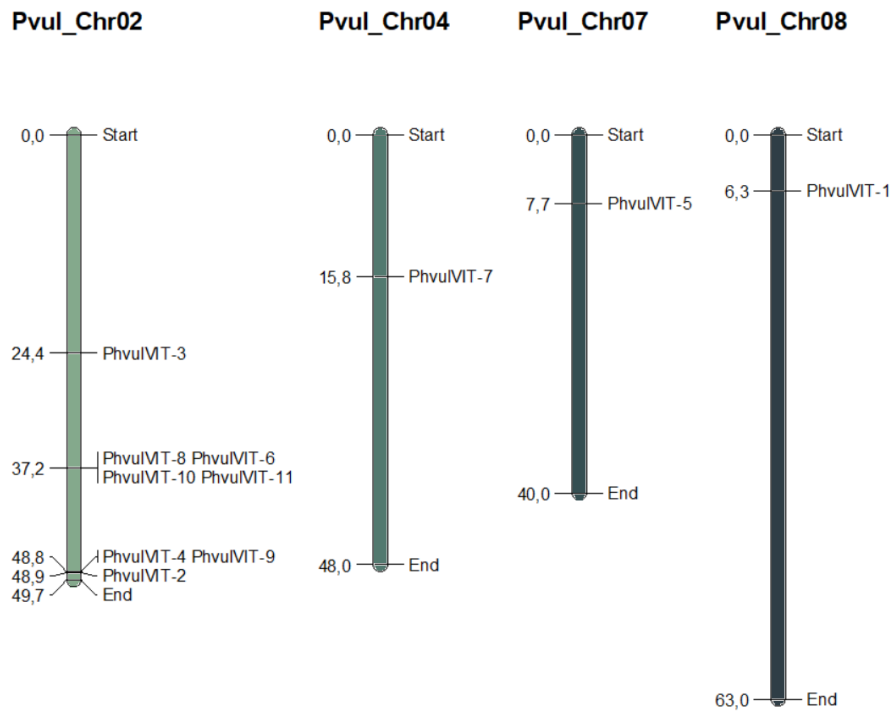 Pvul_Chr02
0,0 Start
24,4 PhvulVIT-3
PhvulVIT-8 PhvulVIT-6
37,2
PhvulVIT-10 PhvulVIT-11
48,8 PhvulVIT-4 PhvulVIT-9
48,9 PhvulVIT-2
49,7 End
Pvul_Chr04
0,0 Start
15,8 PhvulVIT-7
48,0 End
Pvul_Chr07
0,0 Start
7,7 PhvulVIT-5
40,0 End
Pvul_Chr08
0,0 Start
6,3 PhvulVIT-1
63,0 End